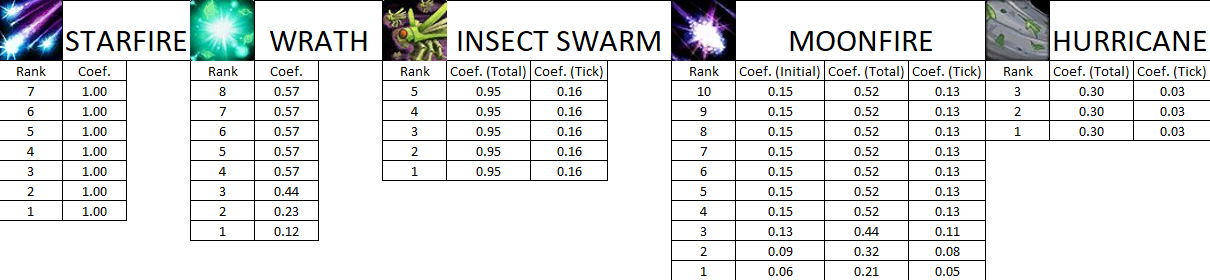 STARFIRE WRATH INSECT SWARM MOONFIRE HURRICANE
Rank Coef. Rank Coef. Rank Coef. (Total) Coef. (Tick) Rank Coef. (Initial) Coef. (Total) Coef. (Tick) Rank Coef. (Total) Coef. (Tick)
7 1.00 8 0.57 5 0.95 0.16 10 0.15 0.52 0.13 3 0.30 0.03
6 1.00 7 0.57 4 0.95 0.16 9 0.15 0.52 0.13 2 0.30 0.03
5 1.00 6 0.57 3 0.95 0.16 8 0.15 0.52 0.13 1 0.30 0.03
4 1.00 5 0.57 2 0.95 0.16 7 0.15 0.52 0.13
3 1.00 4 0.57 1 0.95 0.16 6 0.15 0.52 0.13
2 1.00 3 0.44 5 0.15 0.52 0.13
1 1.00 2 0.23 4 0.15 0.52 0.13
1 0.12 3 0.13 0.44 0.11
2 0.09 0.32 0.08
1 0.06 0.21 0.05